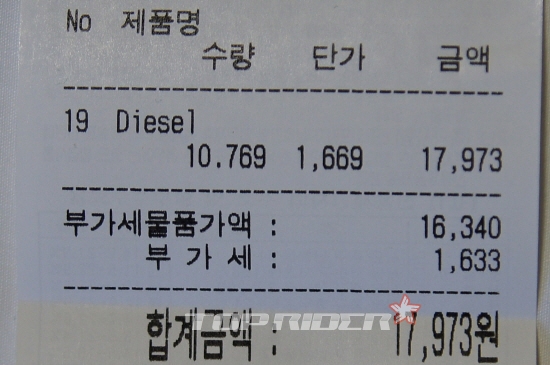 No 제품명
수량 단가 금액
19 Diesel
10.769 1,669 17,973
부가세물품가액 : 16,340
부 가 세 : 1,633
합계금액 : 17,973원
TOP RIDER